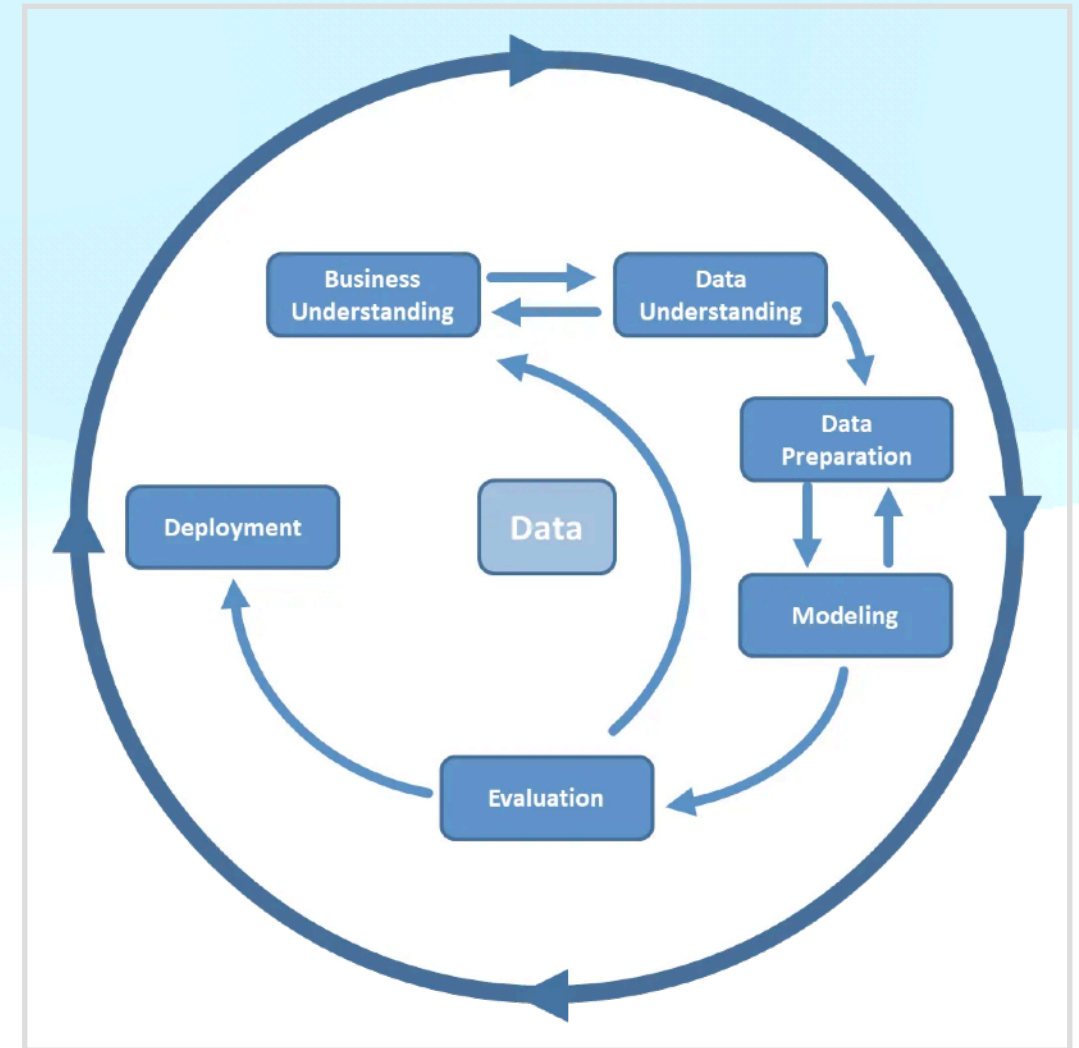 Business
Understanding
Data
Understanding
Data
Preparation
Deployment
Data
Modeling
Evaluation